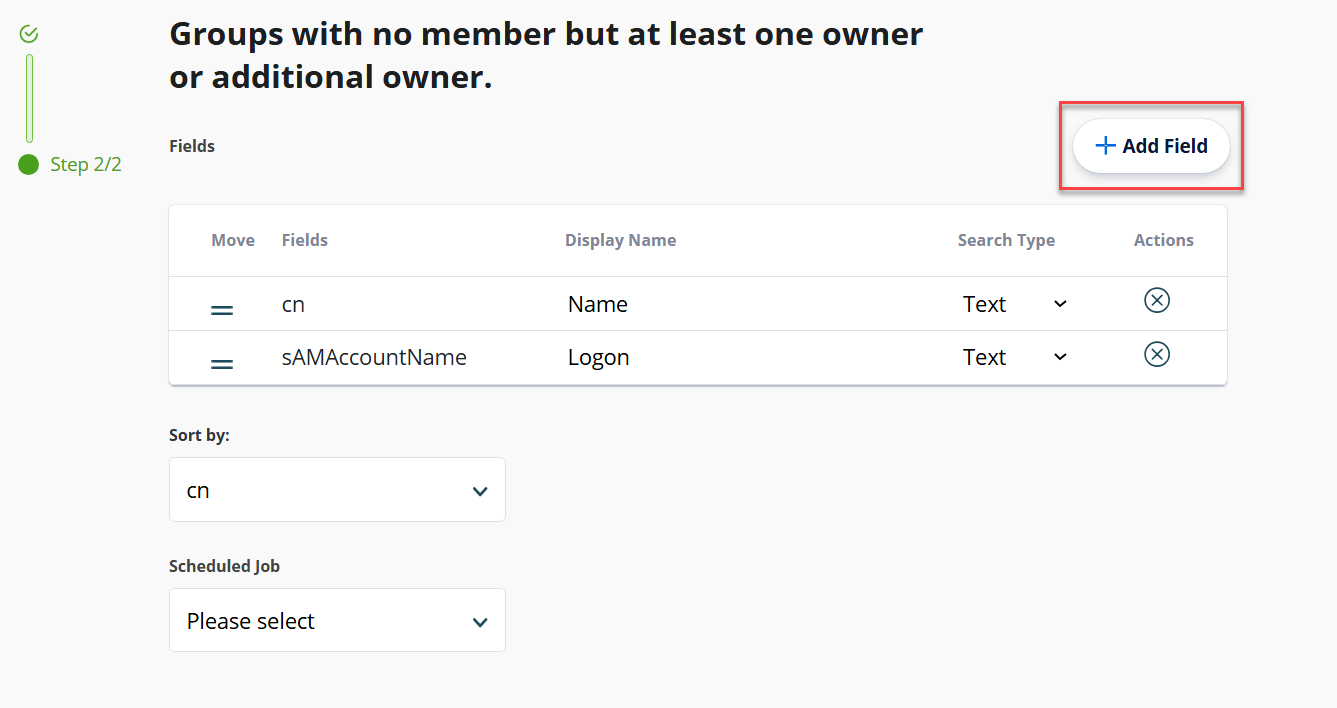 Groups with no member but at least one owner
or additional owner.
Step 2/2
Fields
Add Field
Move Fields Display Name Search Type Actions
cn Name Text
sAMAccountName Logon Text
Sort by:
cn
Scheduled Job
Please select